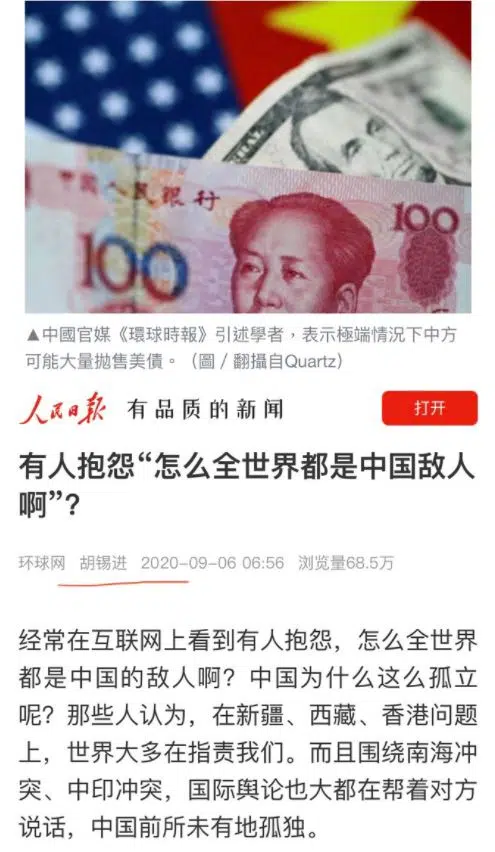 中国人民银行
100
100
▲中國官媒《環球時報》引述學者，表示極端情況下中方
可能大量拋售美債。（圖／翻攝自Quartz）
人民日报 有品质的新闻 打开
有人抱怨“怎么全世界都是中国敌人
啊”？
环球网 胡锡进 2020-09-06 06:56 浏览量68.5万
经常在互联网上看到有人抱怨，怎么全世界
都是中国的敌人啊？中国为什么这么孤立
呢？那些人认为，在新疆、西藏、香港问题
上，世界大多在指责我们。而且围绕南海冲
突、中印冲突，国际舆论也大都在帮着对方
说话，中国前所未有地孤独。